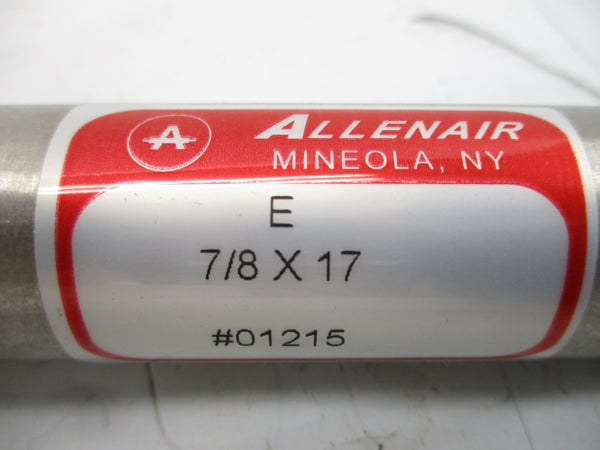 A ALLENAIR
MINEOLA, NY
E
7/8 X 17
#01215